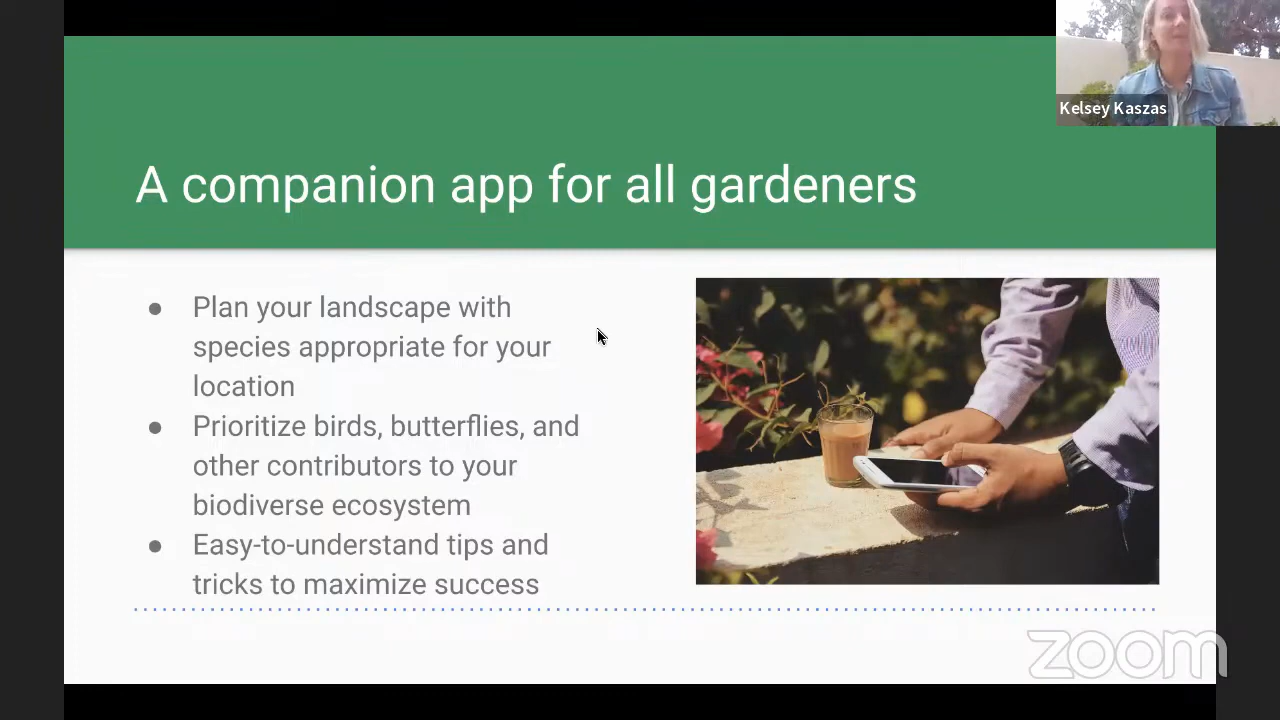 Kelsey Kaszas
A companion app for all gardeners
● Plan your landscape with
species appropriate for your
location
● Prioritize birds, butterflies, and
other contributors to your
biodiverse ecosystem
● Easy-to-understand tips and
tricks to maximize success
zoom